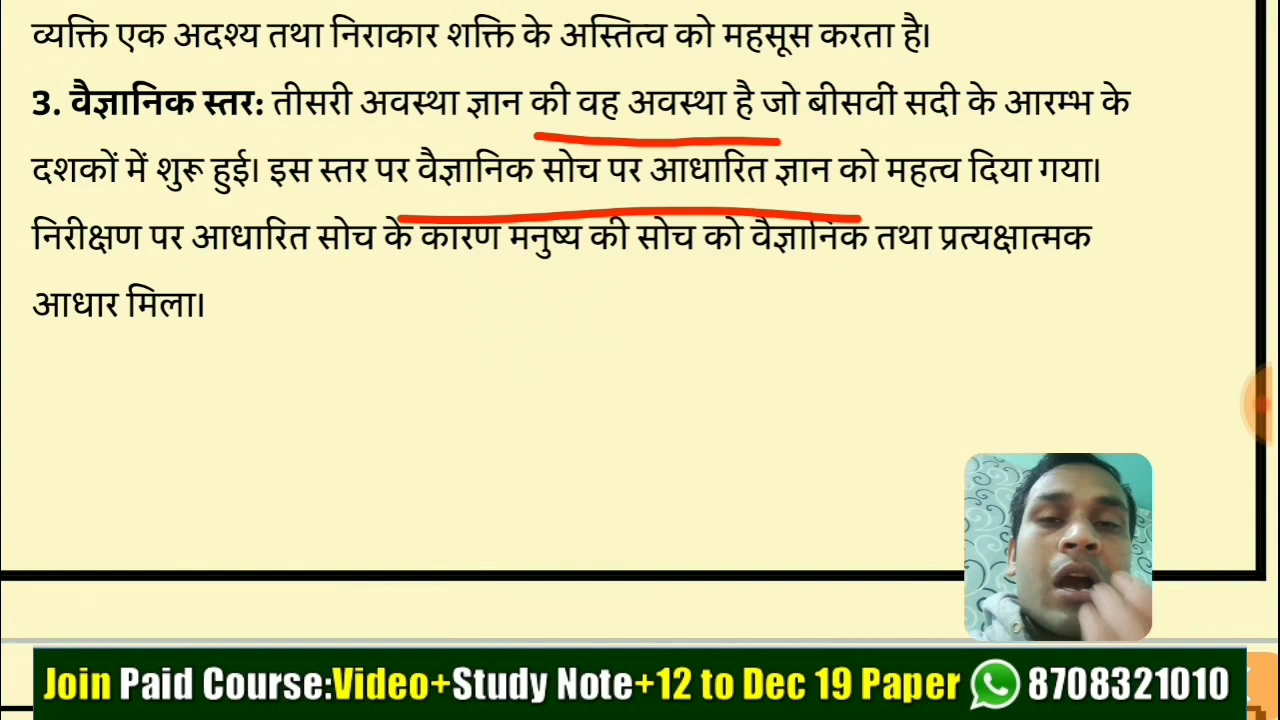 व्यक्ति एक अदश्य तथा निराकार शक्ति के अस्तित्व को महसूस करता है।
3. वैज्ञानिक स्तर: तीसरी अवस्था ज्ञान की वह अवस्था है जो बीसवीं सदी के आरम्भ के
दशकों में शुरू हुई। इस स्तर पर वैज्ञानिक सोच पर आधारित ज्ञान को महत्व दिया गया।
निरीक्षण पर आधारित सोच के कारण मनुष्य की सोच को वैज्ञानिक तथा प्रत्यक्षात्मक
आधार मिला।
Join Paid Course:Video+Study Note+12 to Dec 19 Paper 8708321010